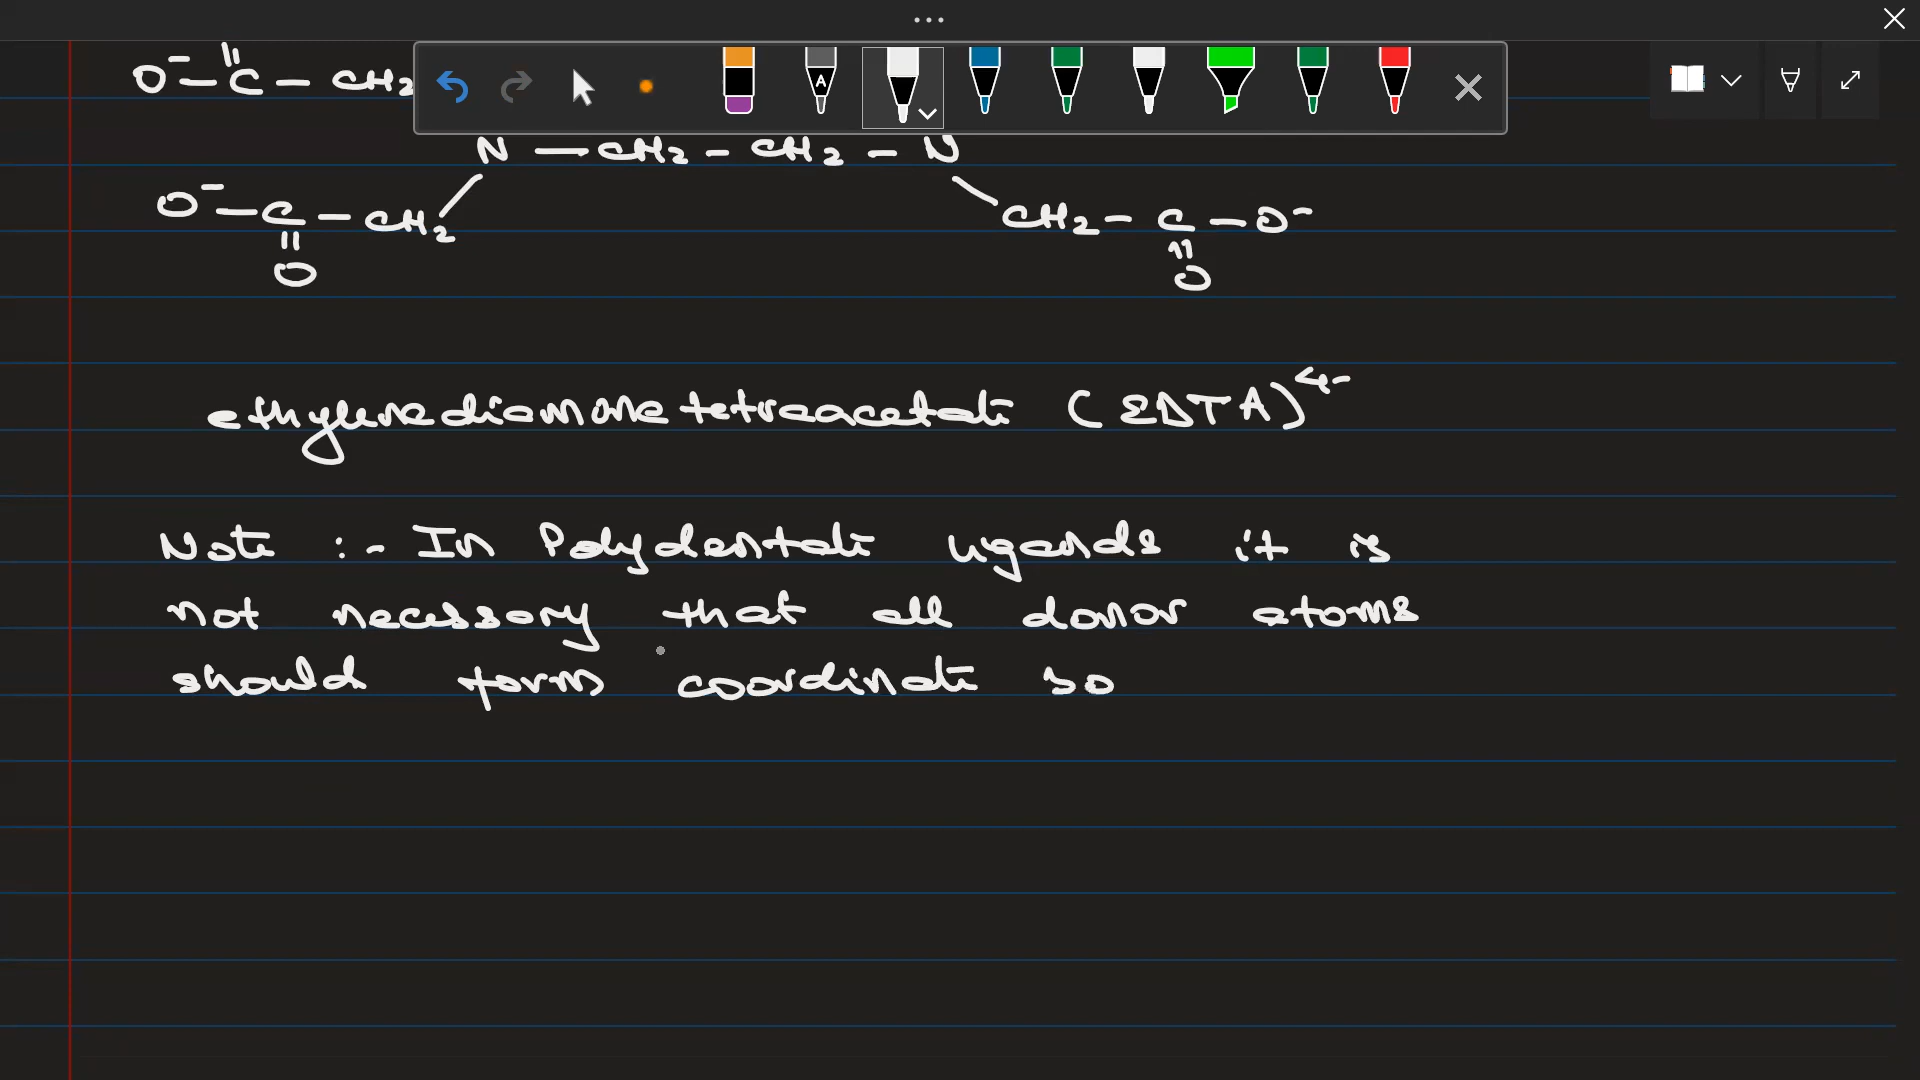 O⁻ — C — CH₂
N — CH₂ — CH₂ — N
O⁻ — C — CH₂ CH₂ — C — O⁻
O O
ethylenediamine tetraacetate (EDTA)⁴⁻
Note :- In Polydentate ligands it is
not necessary that all donor atoms
should form coordinate so